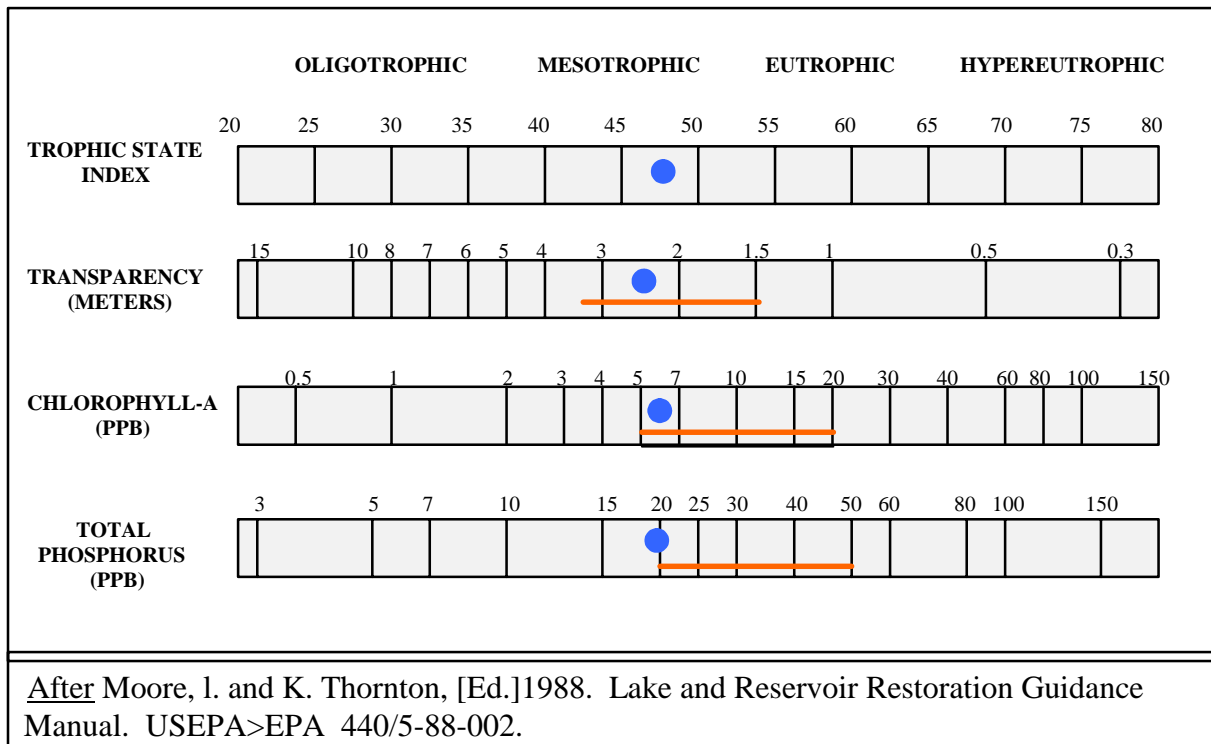 OLIGOTROPHIC MESOTROPHIC EUTROPHIC HYPEREUTROPHIC
20 25 30 35 40 45 50 55 60 65 70 75 80
TROPHIC STATE
INDEX
15 10 8 7 6 5 4 3 2 1.5 1 0.5 0.3
TRANSPARENCY
(METERS)
0.5 1 2 3 4 5 7 10 15 20 30 40 60 80 100 150
CHLOROPHYLL-A
(PPB)
3 5 7 10 15 20 25 30 40 50 60 80 100 150
TOTAL
PHOSPHORUS
(PPB)
After Moore, l. and K. Thornton, [Ed.]1988. Lake and Reservoir Restoration Guidance
Manual. USEPA>EPA 440/5-88-002.